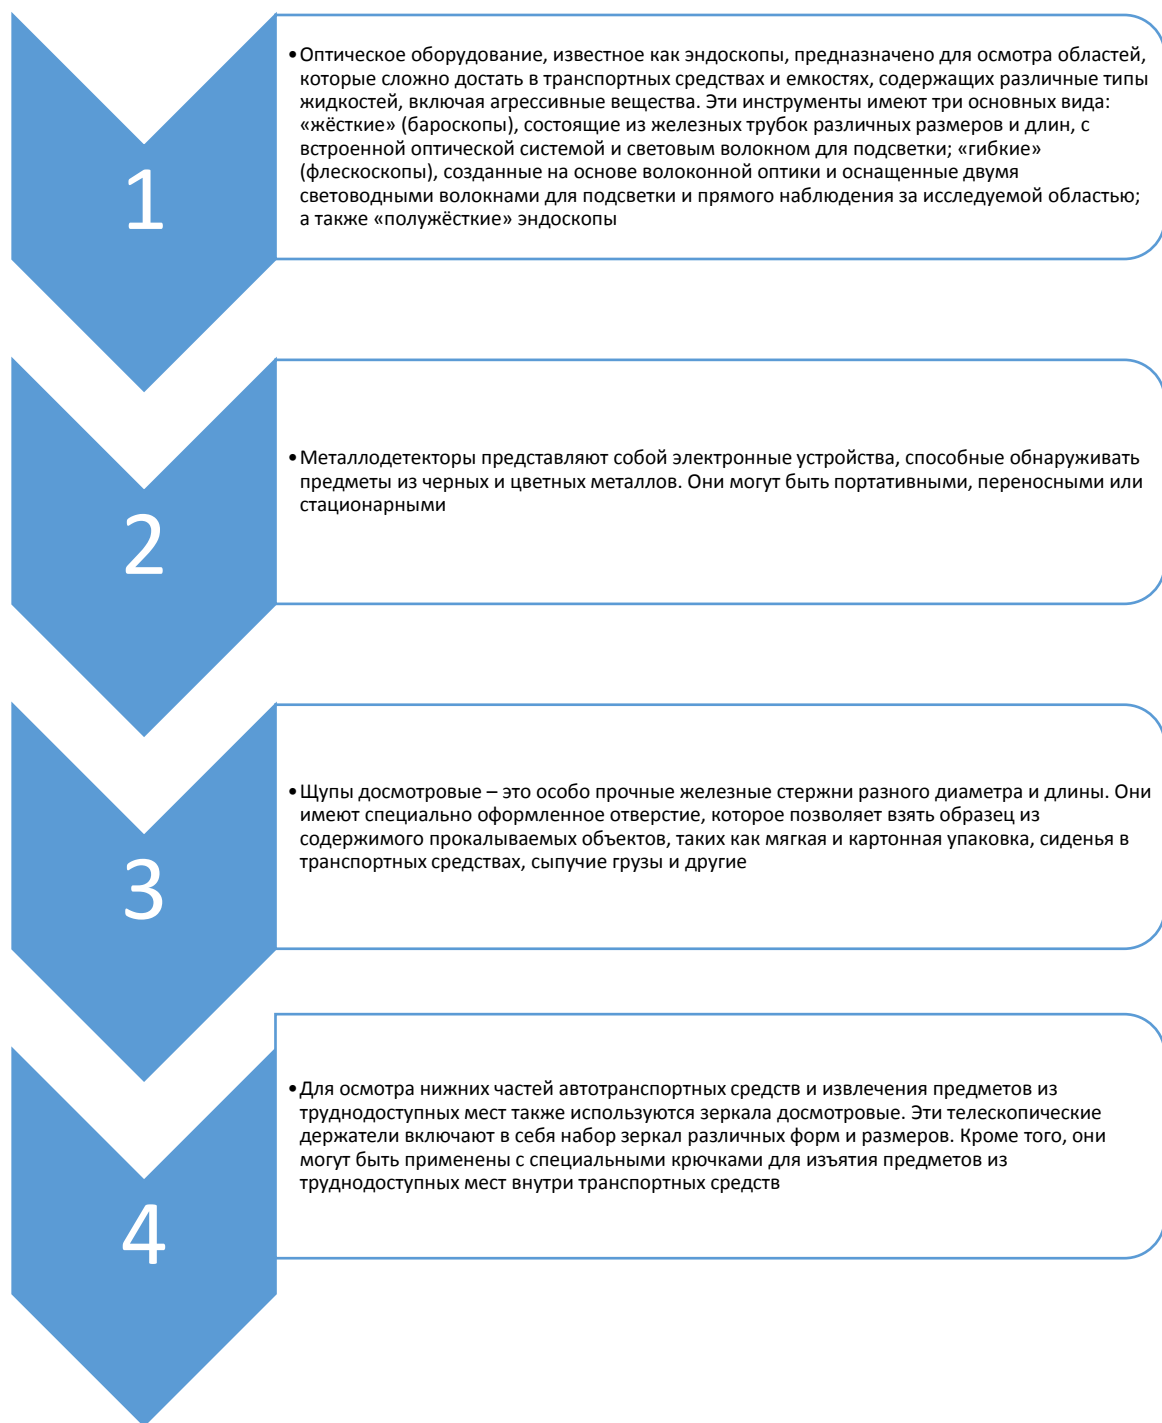 1
• Оптическое оборудование, известное как эндоскопы, предназначено для осмотра областей,
которые сложно достать в транспортных средствах и емкостях, содержащих различные типы
жидкостей, включая агрессивные вещества. Эти инструменты имеют три основных вида:
«жёсткие» (бароскопы), состоящие из железных трубок различных размеров и длин, с
встроенной оптической системой и световым волокном для подсветки; «гибкие»
(флескоскопы), созданные на основе волоконной оптики и оснащенные двумя
световодными волокнами для подсветки и прямого наблюдения за исследуемой областью;
а также «полужёсткие» эндоскопы
2
• Металлодетекторы представляют собой электронные устройства, способные обнаруживать
предметы из черных и цветных металлов. Они могут быть портативными, переносными или
стационарными
3
• Щупы досмотровые – это особо прочные железные стержни разного диаметра и длины. Они
имеют специально оформленное отверстие, которое позволяет взять образец из
содержимого прокалываемых объектов, таких как мягкая и картонная упаковка, сиденья в
транспортных средствах, сыпучие грузы и другие
4
• Для осмотра нижних частей автотранспортных средств и извлечения предметов из
труднодоступных мест также используются зеркала досмотровые. Эти телескопические
держатели включают в себя набор зеркал различных форм и размеров. Кроме того, они
могут быть применены с специальными крючками для изъятия предметов из
труднодоступных мест внутри транспортных средств